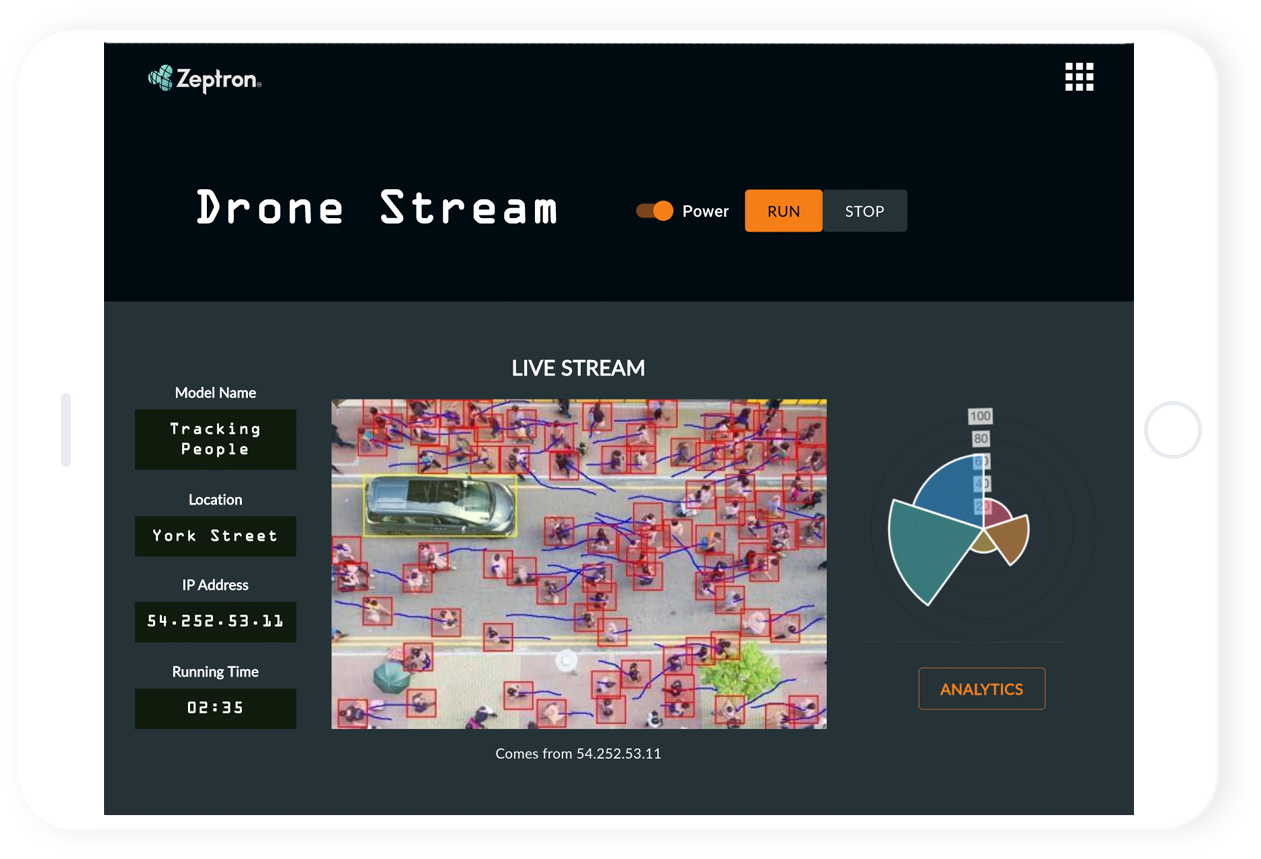 Zeptron
Drone Stream
Power
RUN
STOP
LIVE STREAM
Model Name
Tracking
People
Location
York Street
IP Address
54.252.53.11
Running Time
02:35
Comes from 54.252.53.11
100
80
60
40
20
ANALYTICS